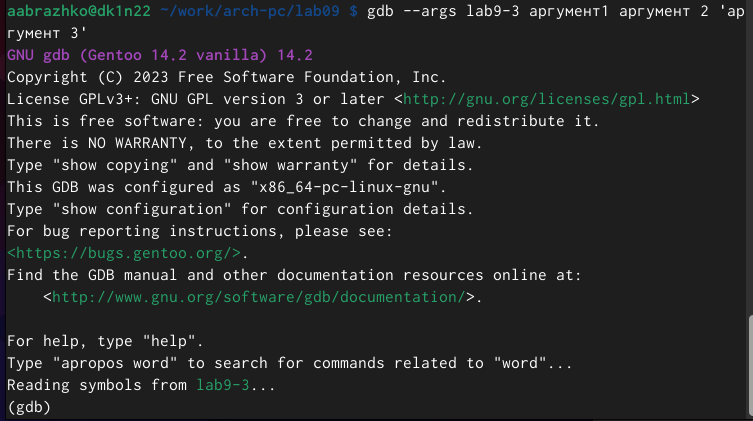 aabrazhko@dk1n22 ~/work/arch-pc/lab09 $ gdb --args lab9-3 аргумент1 аргумент 2 'ар
гумент 3'
GNU gdb (Gentoo 14.2 vanilla) 14.2
Copyright (C) 2023 Free Software Foundation, Inc.
License GPLv3+: GNU GPL version 3 or later <http://gnu.org/licenses/gpl.html>
This is free software: you are free to change and redistribute it.
There is NO WARRANTY, to the extent permitted by law.
Type "show copying" and "show warranty" for details.
This GDB was configured as "x86_64-pc-linux-gnu".
Type "show configuration" for configuration details.
For bug reporting instructions, please see:
<https://bugs.gentoo.org/>.
Find the GDB manual and other documentation resources online at:
    <http://www.gnu.org/software/gdb/documentation/>.

For help, type "help".
Type "apropos word" to search for commands related to "word"...
Reading symbols from lab9-3...
(gdb)